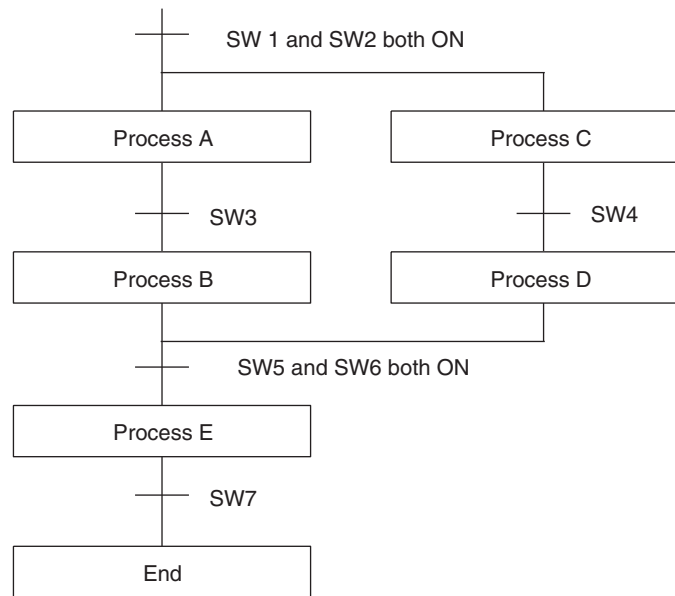 SW 1 and SW2 both ON
Process A
Process C
SW3
SW4
Process B
Process D
SW5 and SW6 both ON
Process E
SW7
End